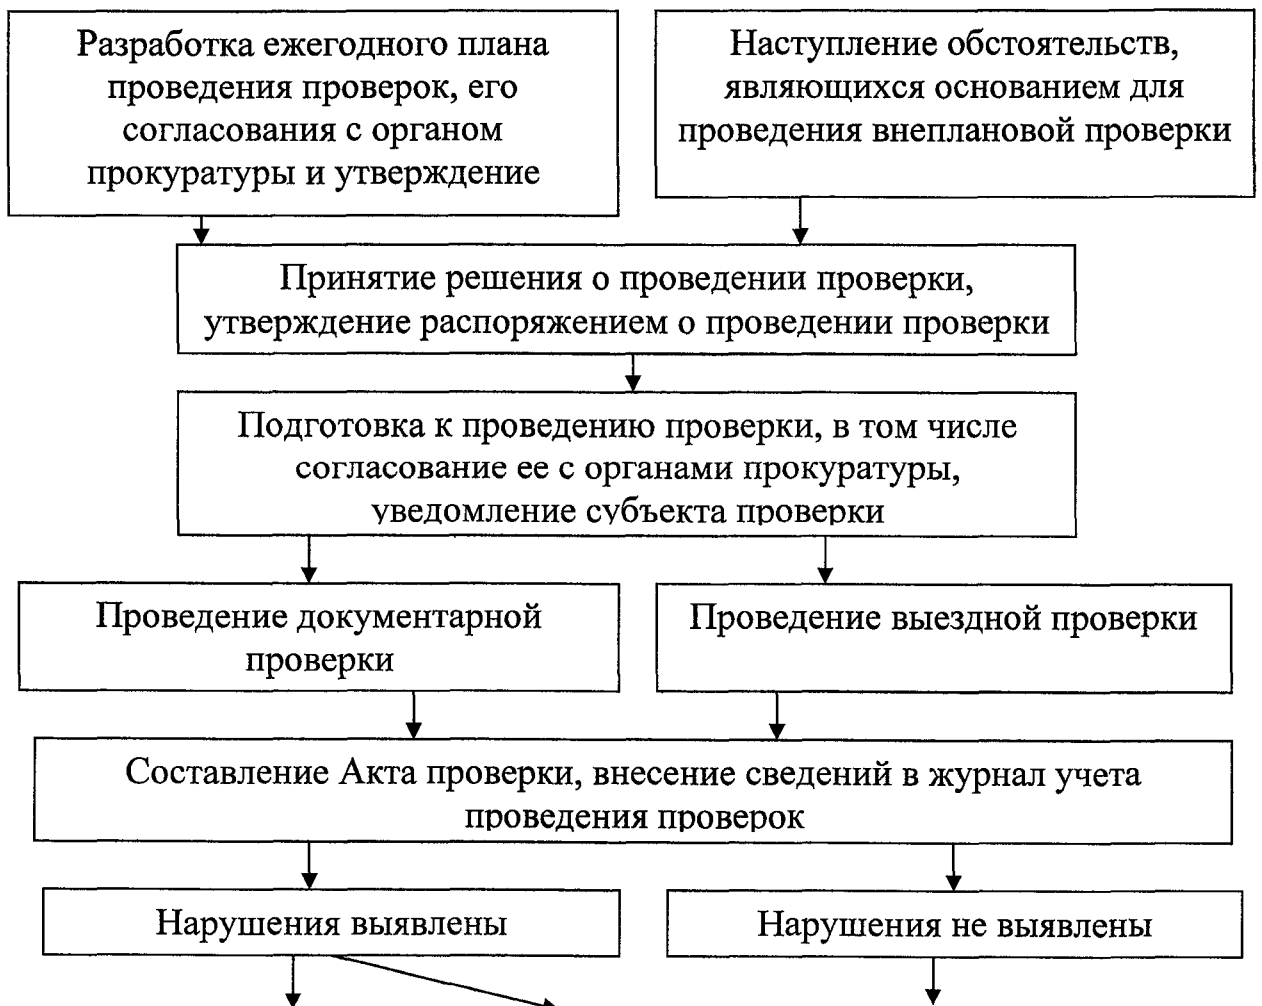 Разработка ежегодного плана
проведения проверок, его
согласования с органом
прокуратуры и утверждение
Наступление обстоятельств,
являющихся основанием для
проведения внеплановой проверки
Принятие решения о проведении проверки,
утверждение распоряжением о проведении проверки
Подготовка к проведению проверки, в том числе
согласование ее с органами прокуратуры,
уведомление субъекта проверки
Проведение документарной
проверки
Проведение выездной проверки
Составление Акта проверки, внесение сведений в журнал учета
проведения проверок
Нарушения выявлены
Нарушения не выявлены